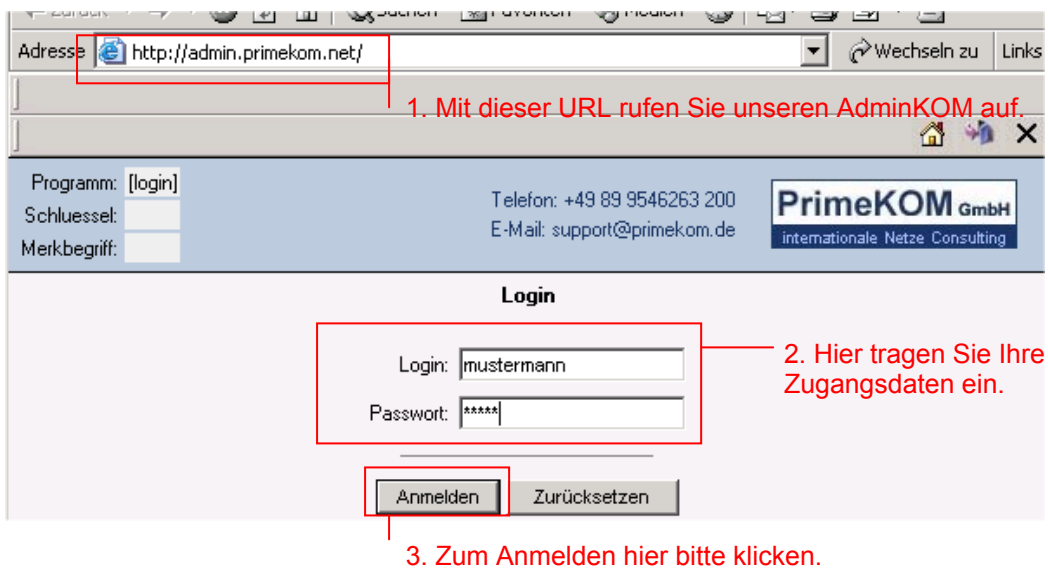 Adresse http://admin.primekom.net/ Wechseln zu Links
1. Mit dieser URL rufen Sie unseren AdminKOM auf.
Programm: [login]
Schluessel:
Merkbegriff:
Telefon: +49 89 9546263 200
E-Mail: support@primekom.de
PrimeKOM GmbH
internationale Netze Consulting
Login
Login: mustermann
Passwort: *****
2. Hier tragen Sie Ihre
Zugangsdaten ein.
Anmelden Zurücksetzen
3. Zum Anmelden hier bitte klicken.